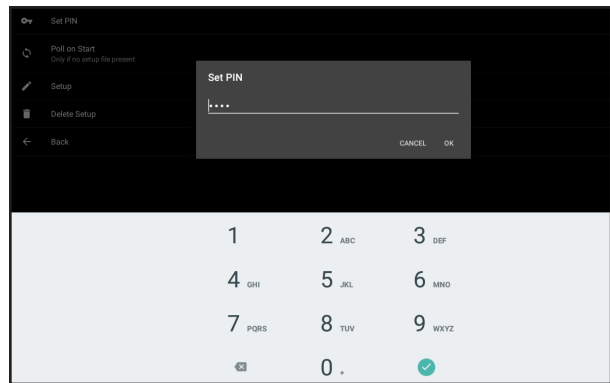 Set PIN
Poll on Start
Only if no setup file present
Setup
Delete Setup
Back
Set PIN
••••
CANCEL OK
1 2 ABC 3 DEF
4 GHI 5 JKL 6 MNO
7 PQRS 8 TUV 9 WXYZ
0 +